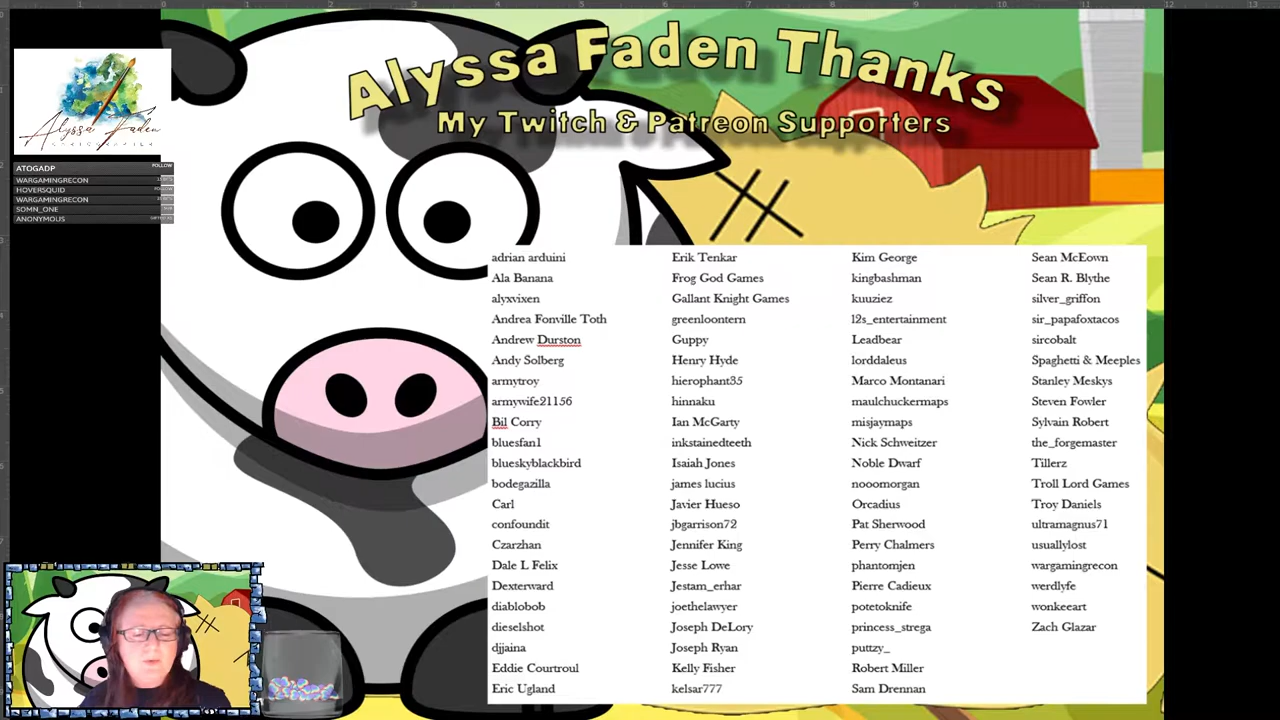 Alyssa Faden Thanks
My Twitch & Patreon Supporters
Alyssa Faden
ATOGADP FOLLOW
WARGAMINGRECON
HOVERSQUID FOLLOW
WARGAMINGRECON
SDMN_ONE
ANONYMOUS
adrian arduini
Ala Banana
alyxvixen
Andrea Fonville Toth
Andrew Durston
Andy Solberg
armytroy
armywife21156
Bil Corry
bluesfan1
blueskyblackbird
bodegazilla
Carl
confoundit
Czarzhan
Dale L Felix
Dexterward
diablobob
dieselshot
djjaina
Eddie Courtroul
Eric Ugland
Erik Tenkar
Frog God Games
Gallant Knight Games
greenloontern
Guppy
Henry Hyde
hierophant35
hinnaku
Ian McGarty
inkstainedteeth
Isaiah Jones
james lucius
Javier Hueso
jbgarrison72
Jennifer King
Jesse Lowe
Jestam_erhar
joethelawyer
Joseph DeLory
Joseph Ryan
Kelly Fisher
kelsar777
Kim George
kingbashman
kuuziez
l2s_entertainment
Leadbear
lorddaleus
Marco Montanari
maulchuckermaps
misjaymaps
Nick Schweitzer
Noble Dwarf
nooomorgan
Orcadius
Pat Sherwood
Perry Chalmers
phantomjen
Pierre Cadieux
potetoknife
princess_strega
puttzy_
Robert Miller
Sam Drennan
Sean McEown
Sean R. Blythe
silver_griffon
sir_papafoxtacos
sircobalt
Spaghetti & Meeples
Stanley Meskys
Steven Fowler
Sylvain Robert
the_forgemaster
Tillerz
Troll Lord Games
Troy Daniels
ultramagnus71
usuallylost
wargamingrecon
werdlyfe
wonkeeart
Zach Glazar